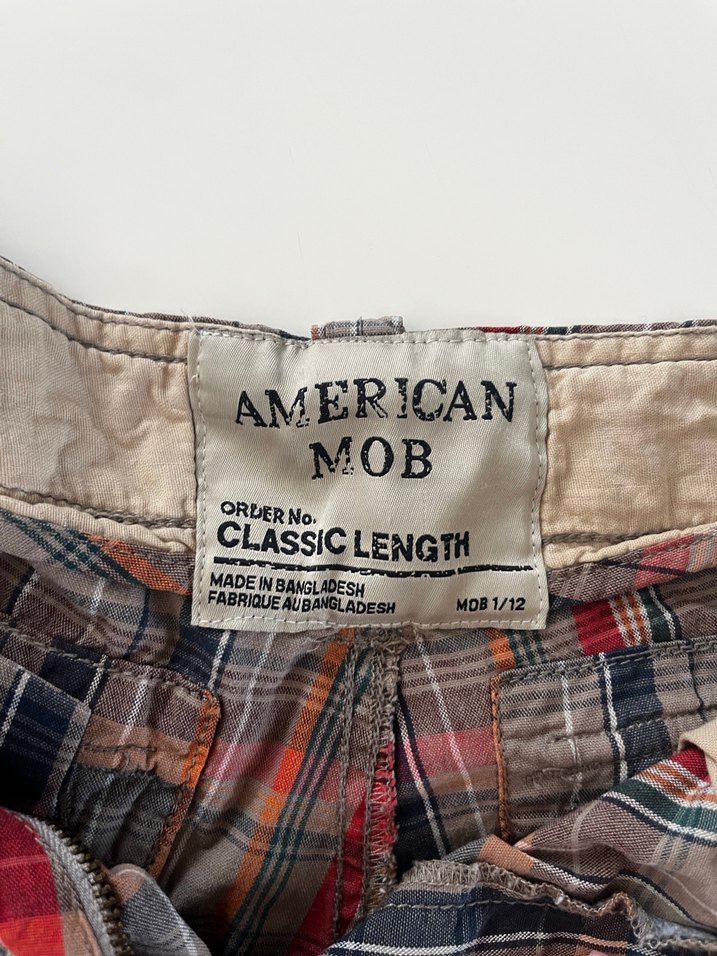 AMERICAN
MOB
ORDER No.
CLASSIC LENGTH
MADE IN BANGLADESH
FABRIQUE AU BANGLADESH MOB 1/12